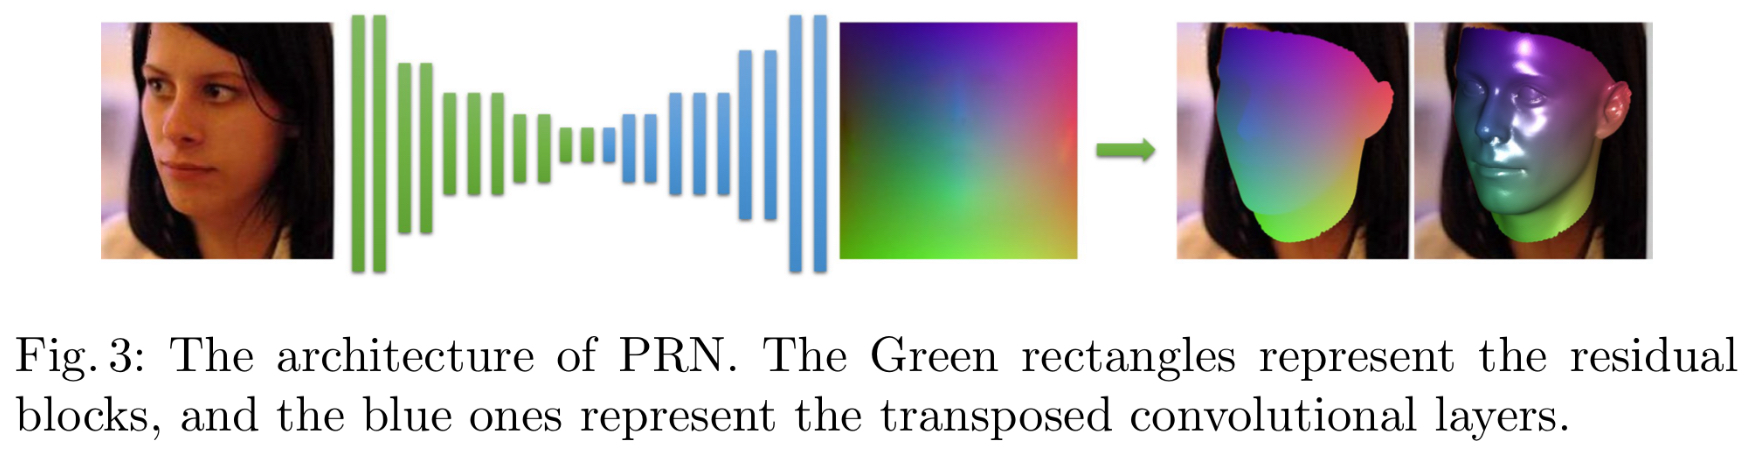 Fig. 3: The architecture of PRN. The Green rectangles represent the residual
blocks, and the blue ones represent the transposed convolutional layers.